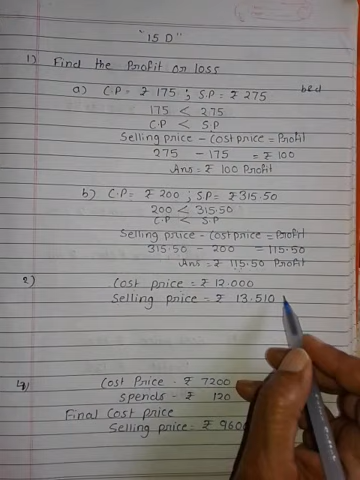 "15 D"
1) Find the Profit or loss
a) C.P = ₹ 175 ; S.P = ₹ 275
175 < 275
C.P < S.P
Selling price - cost price = Profit
275 - 175 = ₹ 100
Ans = ₹ 100 Profit
b) C.P = ₹ 200 ; S.P = ₹ 315.50
200 < 315.50
C.P < S.P
Selling price - cost price = Profit
315.50 - 200 = 115.50
Ans = ₹ 115.50 Profit
2) Cost price = ₹ 12.000
Selling price = ₹ 13.510
4) Cost Price - ₹ 7200
spends - ₹ 120
Final Cost price
Selling price = ₹ 960